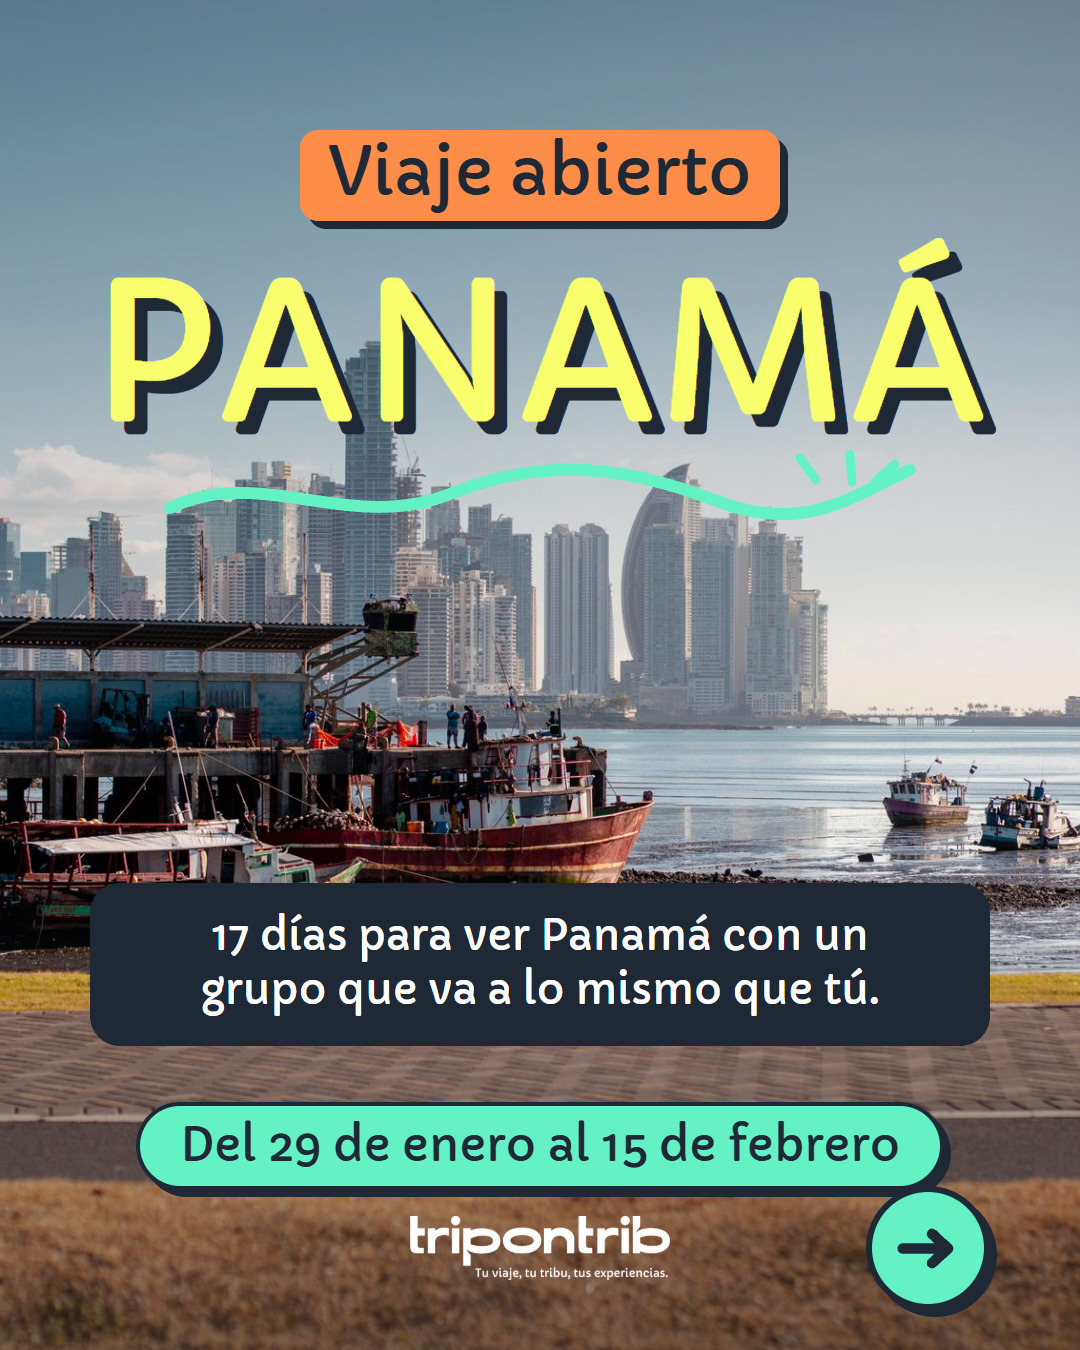 Viaje abierto
PANAMÁ
17 días para ver Panamá con un
grupo que va a lo mismo que tú.
Del 29 de enero al 15 de febrero
tripontrib
Tu viaje, tu tribu, tus experiencias.